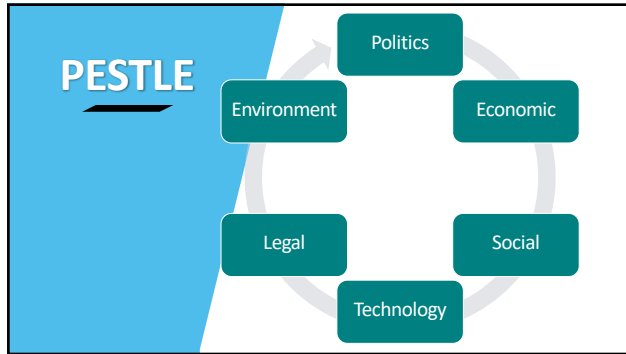 PESTLE
Politics
Economic
Social
Technology
Legal
Environment